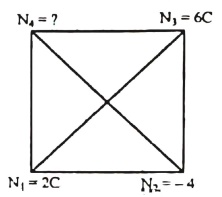 N₄ = ? N₃ = 6C
N₁ = 2C N₂ = – 4